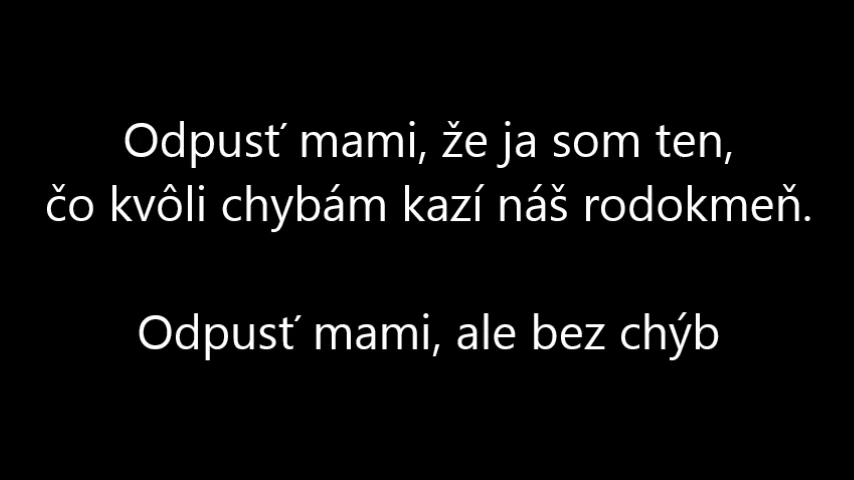 Odpusť mami, že ja som ten,
čo kvôli chybám kazí náš rodokmeň.
Odpusť mami, ale bez chýb